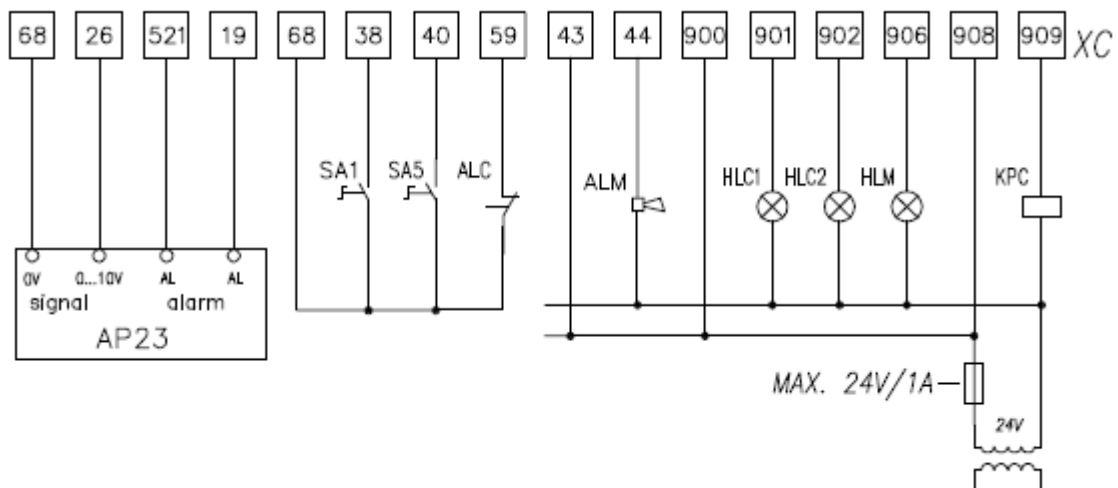 68 26 521 19 68 38 40 59 43 44 900 901 902 906 908 909 XC
SA1 SA5 ALC ALM HLC1 HLC2 HLM KPC
0V 0...10V AL AL
signal alarm
AP23
MAX. 24V/1A
24V